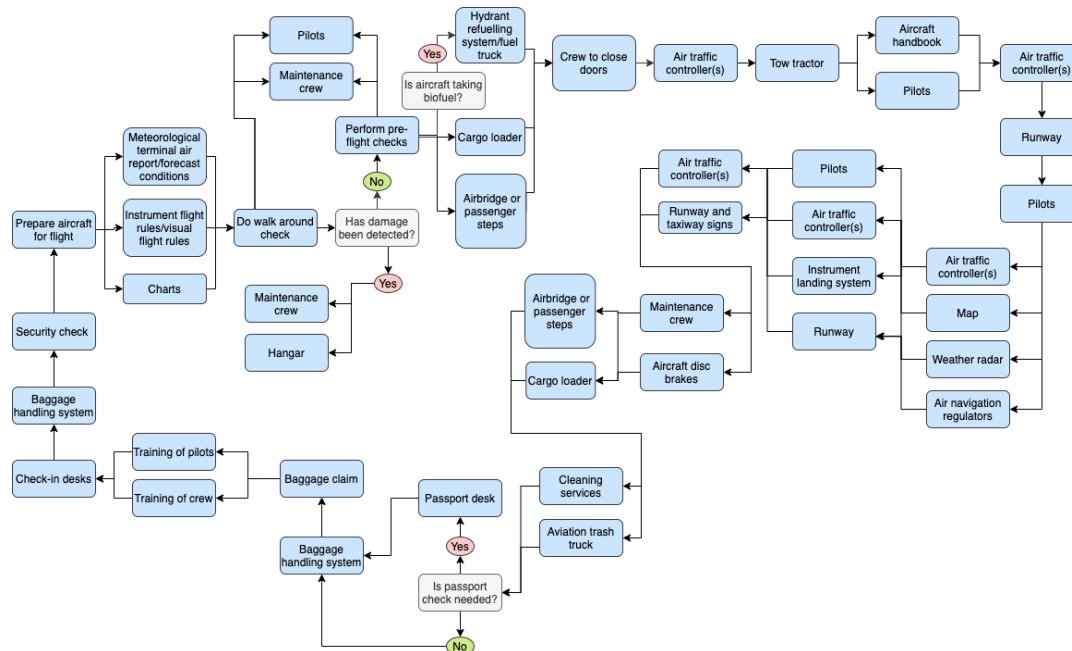 Pilots
Maintenance
crew
Yes
Hydrant
refuelling
system/fuel
truck
Is aircraft taking
biofuel?
Crew to close
doors
Air traffic
controller(s)
Tow tractor
Aircraft
handbook
Pilots
Air traffic
controller(s)
Runway
Pilots
Meteorological
terminal air
report/forecast
conditions
Perform pre-
flight checks
Cargo loader
No
Airbridge or
passenger
steps
Prepare aircraft
for flight
Instrument flight
rules/visual
flight rules
Do walk around
check
Has damage
been detected?
Charts
Yes
Maintenance
crew
Hangar
Air traffic
controller(s)
Pilots
Runway and
taxiway signs
Air traffic
controller(s)
Air traffic
controller(s)
Instrument
landing system
Map
Runway
Weather radar
Air navigation
regulators
Airbridge or
passenger
steps
Maintenance
crew
Cargo loader
Aircraft disc
brakes
Security check
Baggage
handling system
Check-in desks
Training of pilots
Training of crew
Baggage claim
Passport desk
Cleaning
services
Aviation trash
truck
Baggage
handling system
Yes
Is passport
check needed?
No